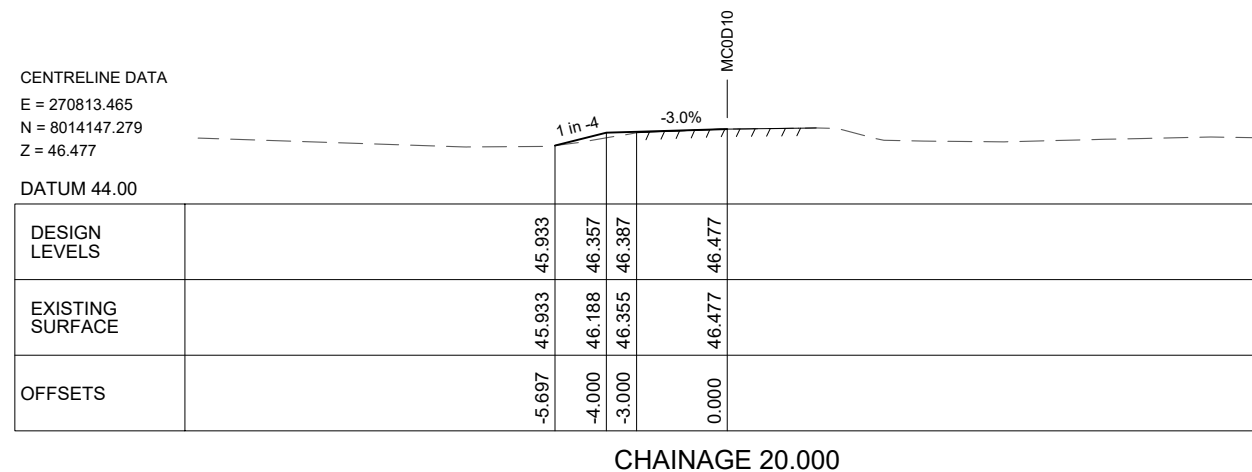 MC0D10
CENTRELINE DATA
E = 270813.465
N = 8014147.279
Z = 46.477
1 in -4
-3.0%
DATUM 44.00
DESIGN
LEVELS
45.933
46.357
46.387
46.477
EXISTING
SURFACE
45.933
46.188
46.355
46.477
OFFSETS
-5.697
-4.000
-3.000
0.000
CHAINAGE 20.000